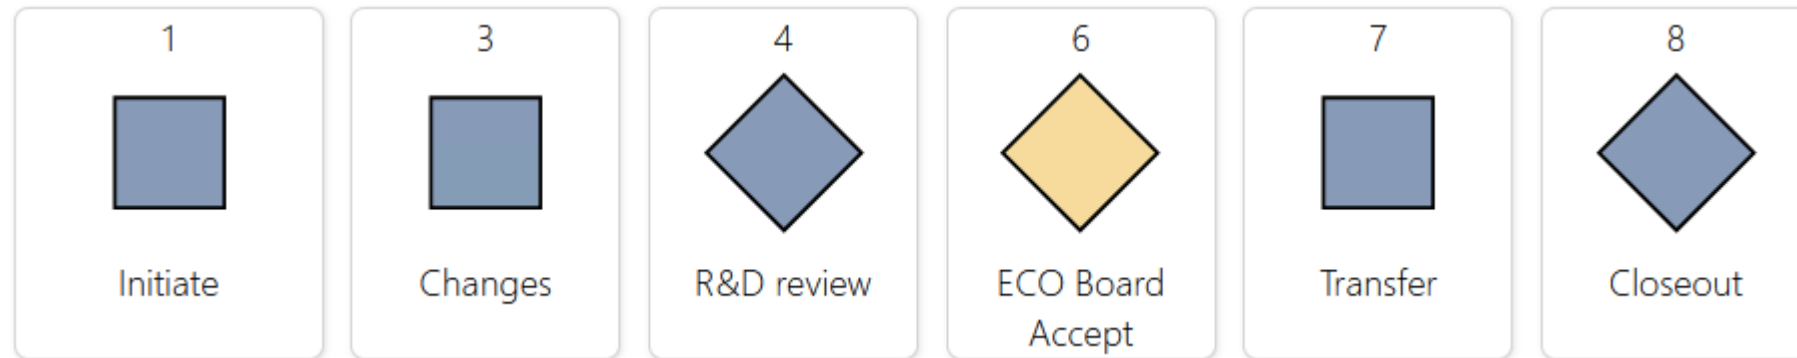 1
Initiate
3
Changes
4
R&D review
6
ECO Board
Accept
7
Transfer
8
Closeout